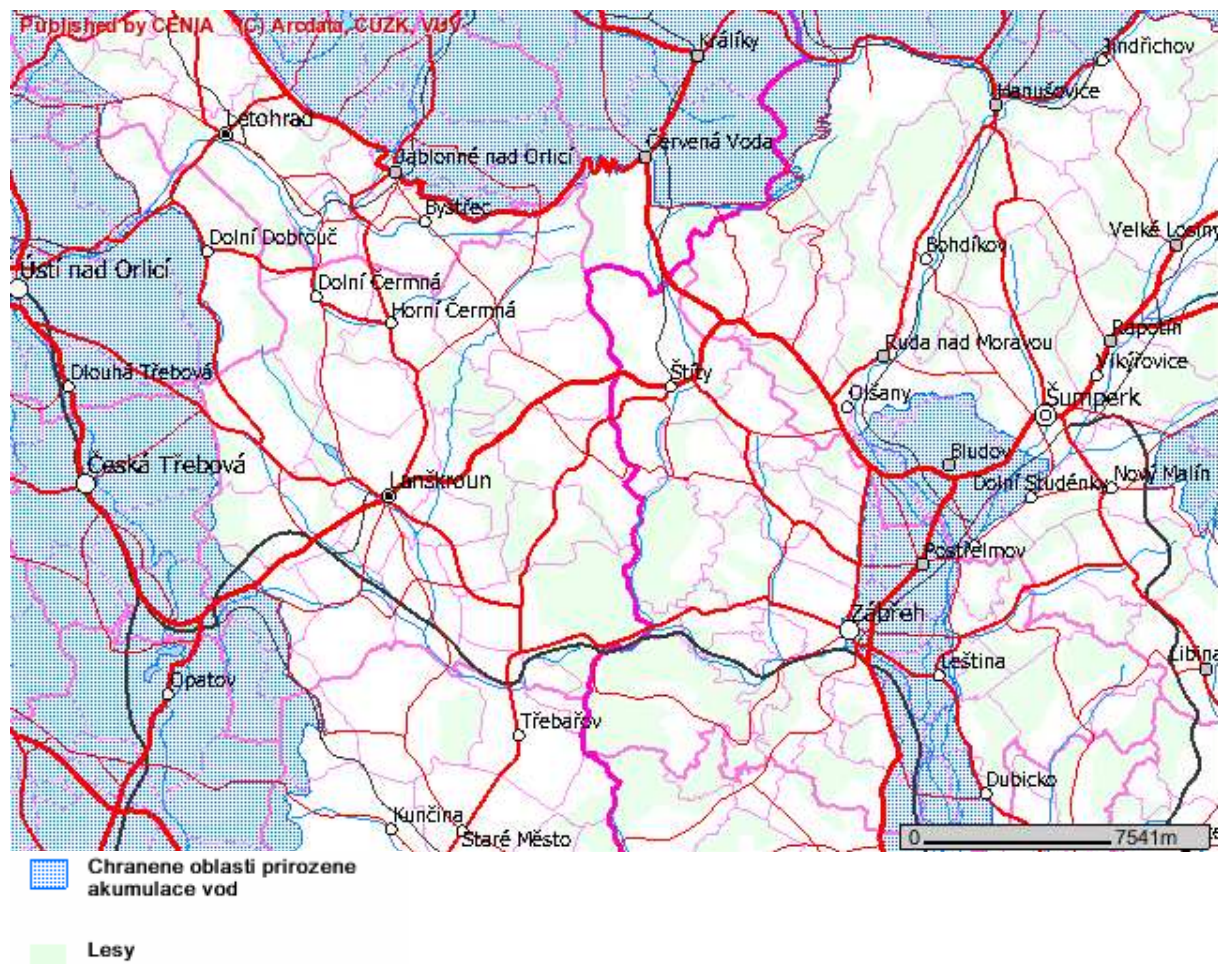 Published by CENIA (C) Arcdata, CUZK, VUV
Králíky
Jindřichov
Hanušovice
Letohrad
Červená Voda
Jablonné nad Orlicí
Bystřec
Velké Losiny
Dolní Dobrouč
Bohdíkov
Ústí nad Orlicí
Dolní Čermná
Horní Čermná
Rapotín
Ruda nad Moravou
Vikýřovice
Dlouhá Třebová
Štíty
Olšany
Šumperk
Česká Třebová
Bludov
Lanškroun
Dolní Studénky
Nový Malín
Postřelmov
Zábřeh
Leština
Libina
Opatov
Třebařov
Dubicko
Kunčina
Staré Město
0 7541m
Chranene oblasti prirozene
akumulace vod
Lesy